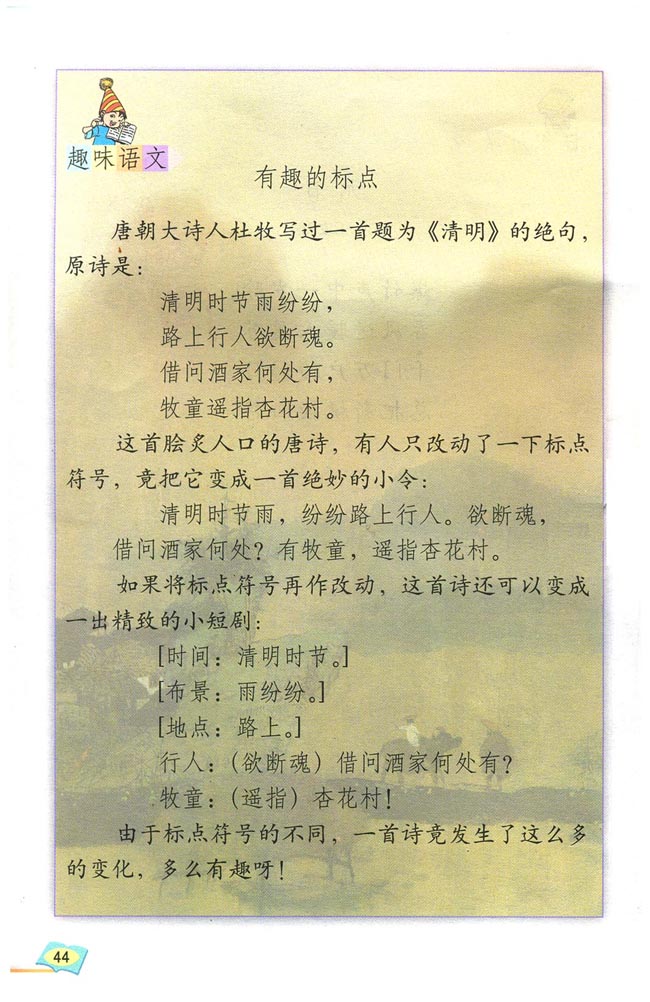 趣味语文
有趣的标点
唐朝大诗人杜牧写过一首题为《清明》的绝句，
原诗是：
清明时节雨纷纷，
路上行人欲断魂。
借问酒家何处有，
牧童遥指杏花村。
这首脍炙人口的唐诗，有人只改动了一下标点
符号，竟把它变成一首绝妙的小令：
清明时节雨，纷纷路上行人。欲断魂，
借问酒家何处？有牧童，遥指杏花村。
如果将标点符号再作改动，这首诗还可以变成
一出精致的小短剧：
[时间：清明时节。]
[布景：雨纷纷。]
[地点：路上。]
行人：（欲断魂）借问酒家何处有？
牧童：（遥指）杏花村！
由于标点符号的不同，一首诗竟发生了这么多
的变化，多么有趣呀！
44